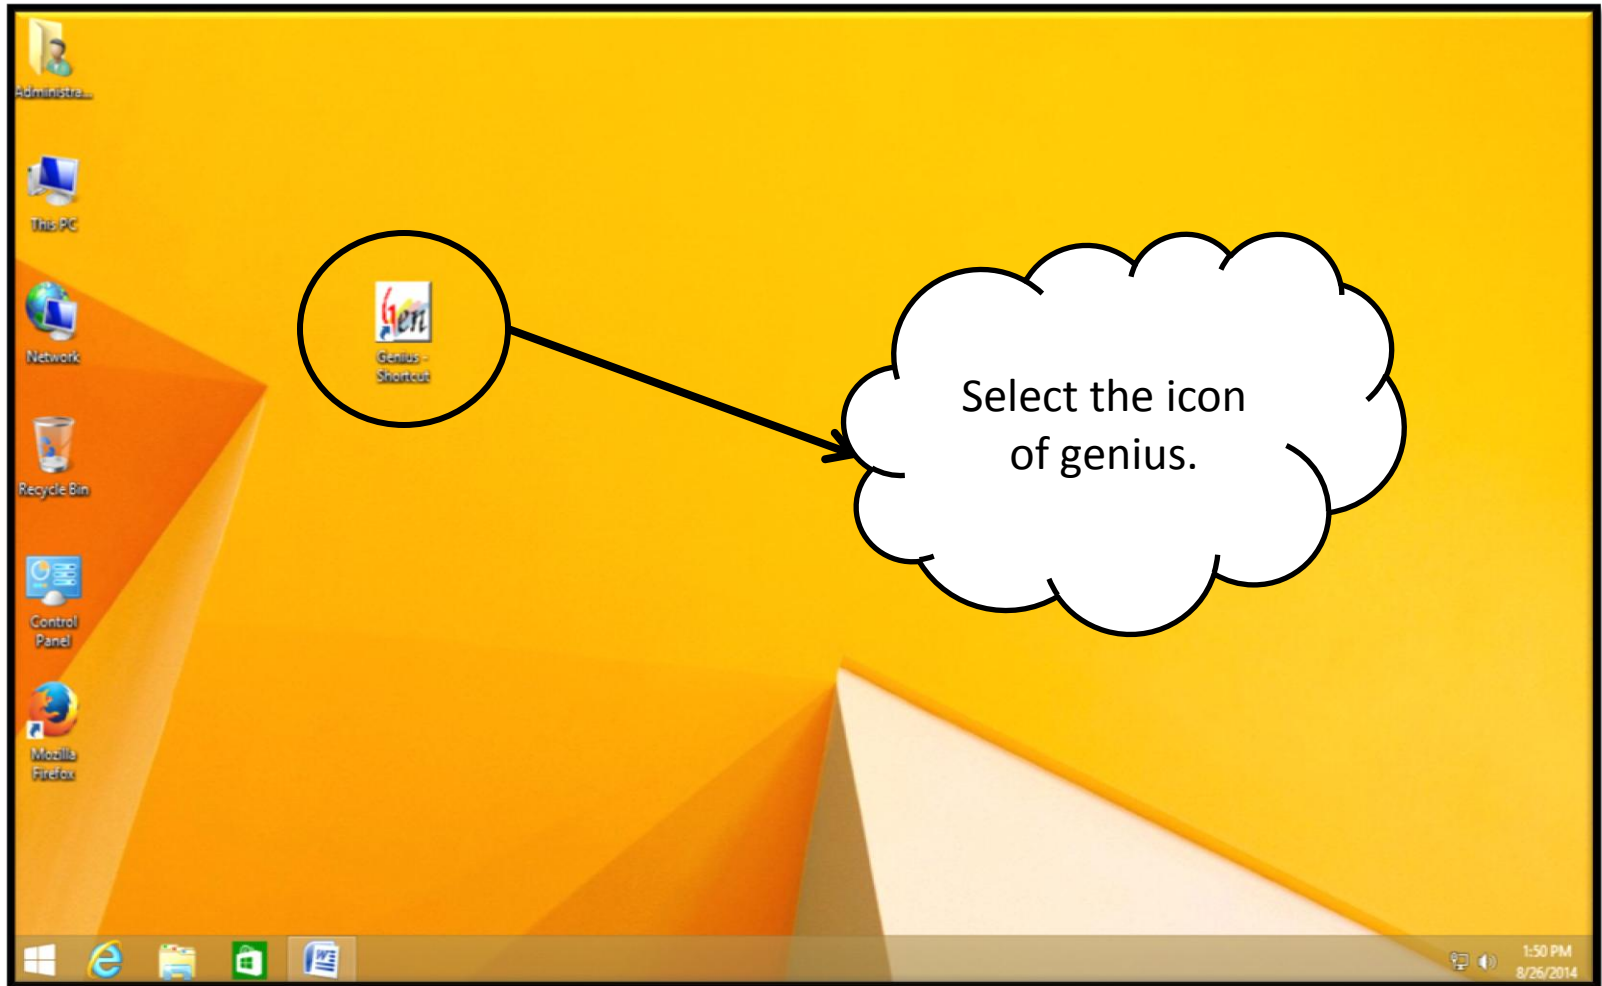 Administra...
This PC
Network
Recycle Bin
Control
Panel
Mozilla
Firefox
Gen
Genius -
Shortcut
Select the icon
of genius.
1:50 PM
8/26/2014